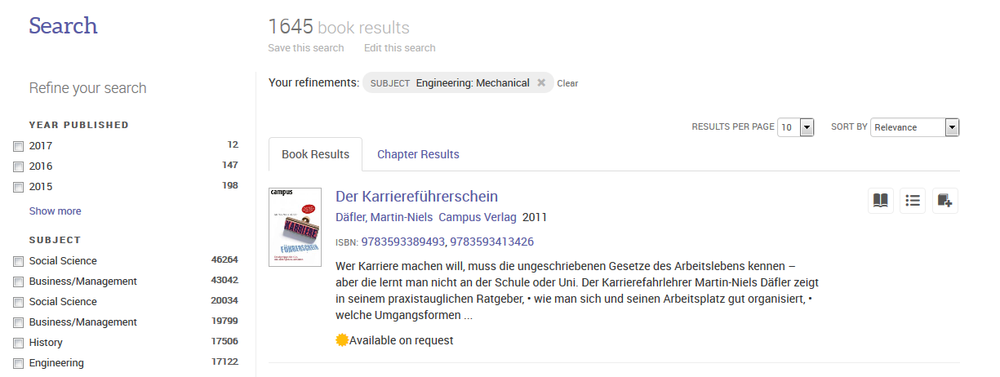 Search
1645 book results
Save this search Edit this search
Refine your search
Your refinements: SUBJECT Engineering: Mechanical Clear
RESULTS PER PAGE 10 SORT BY Relevance
YEAR PUBLISHED
2017 12
2016 147
2015 198
Show more
SUBJECT
Social Science 46264
Business/Management 43042
Social Science 20034
Business/Management 19799
History 17506
Engineering 17122
Book Results Chapter Results
campus
KARRIERE
FÜHRERSCHEIN
Der Karriereführerschein
Däfler, Martin-Niels Campus Verlag 2011
ISBN: 9783593389493, 9783593413426
Wer Karriere machen will, muss die ungeschriebenen Gesetze des Arbeitslebens kennen –
aber die lernt man nicht an der Schule oder Uni. Der Karrierefahrlehrer Martin-Niels Däfler zeigt
in seinem praxistauglichen Ratgeber, • wie man sich und seinen Arbeitsplatz gut organisiert, •
welche Umgangsformen ...
Available on request